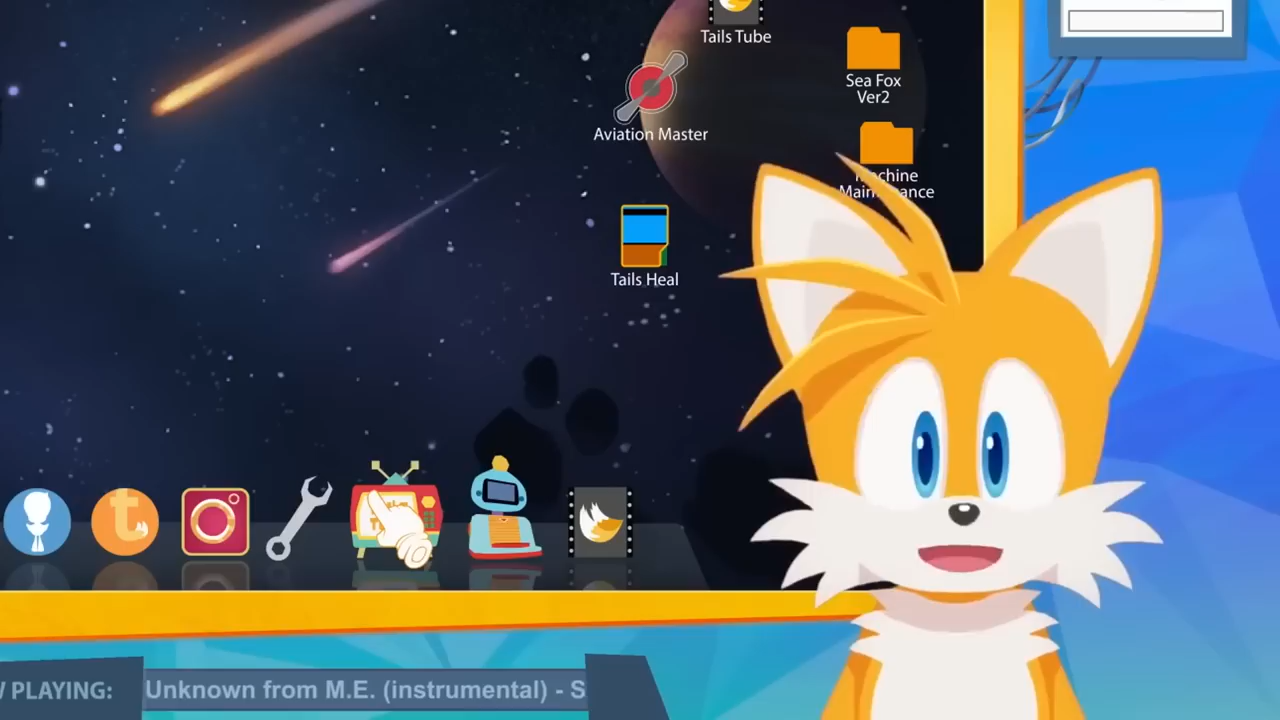 Tails Tube
Sea Fox
Ver2
Aviation Master
Tails Heal
t
PLAYING:
Unknown from M.E. (instrumental) - S